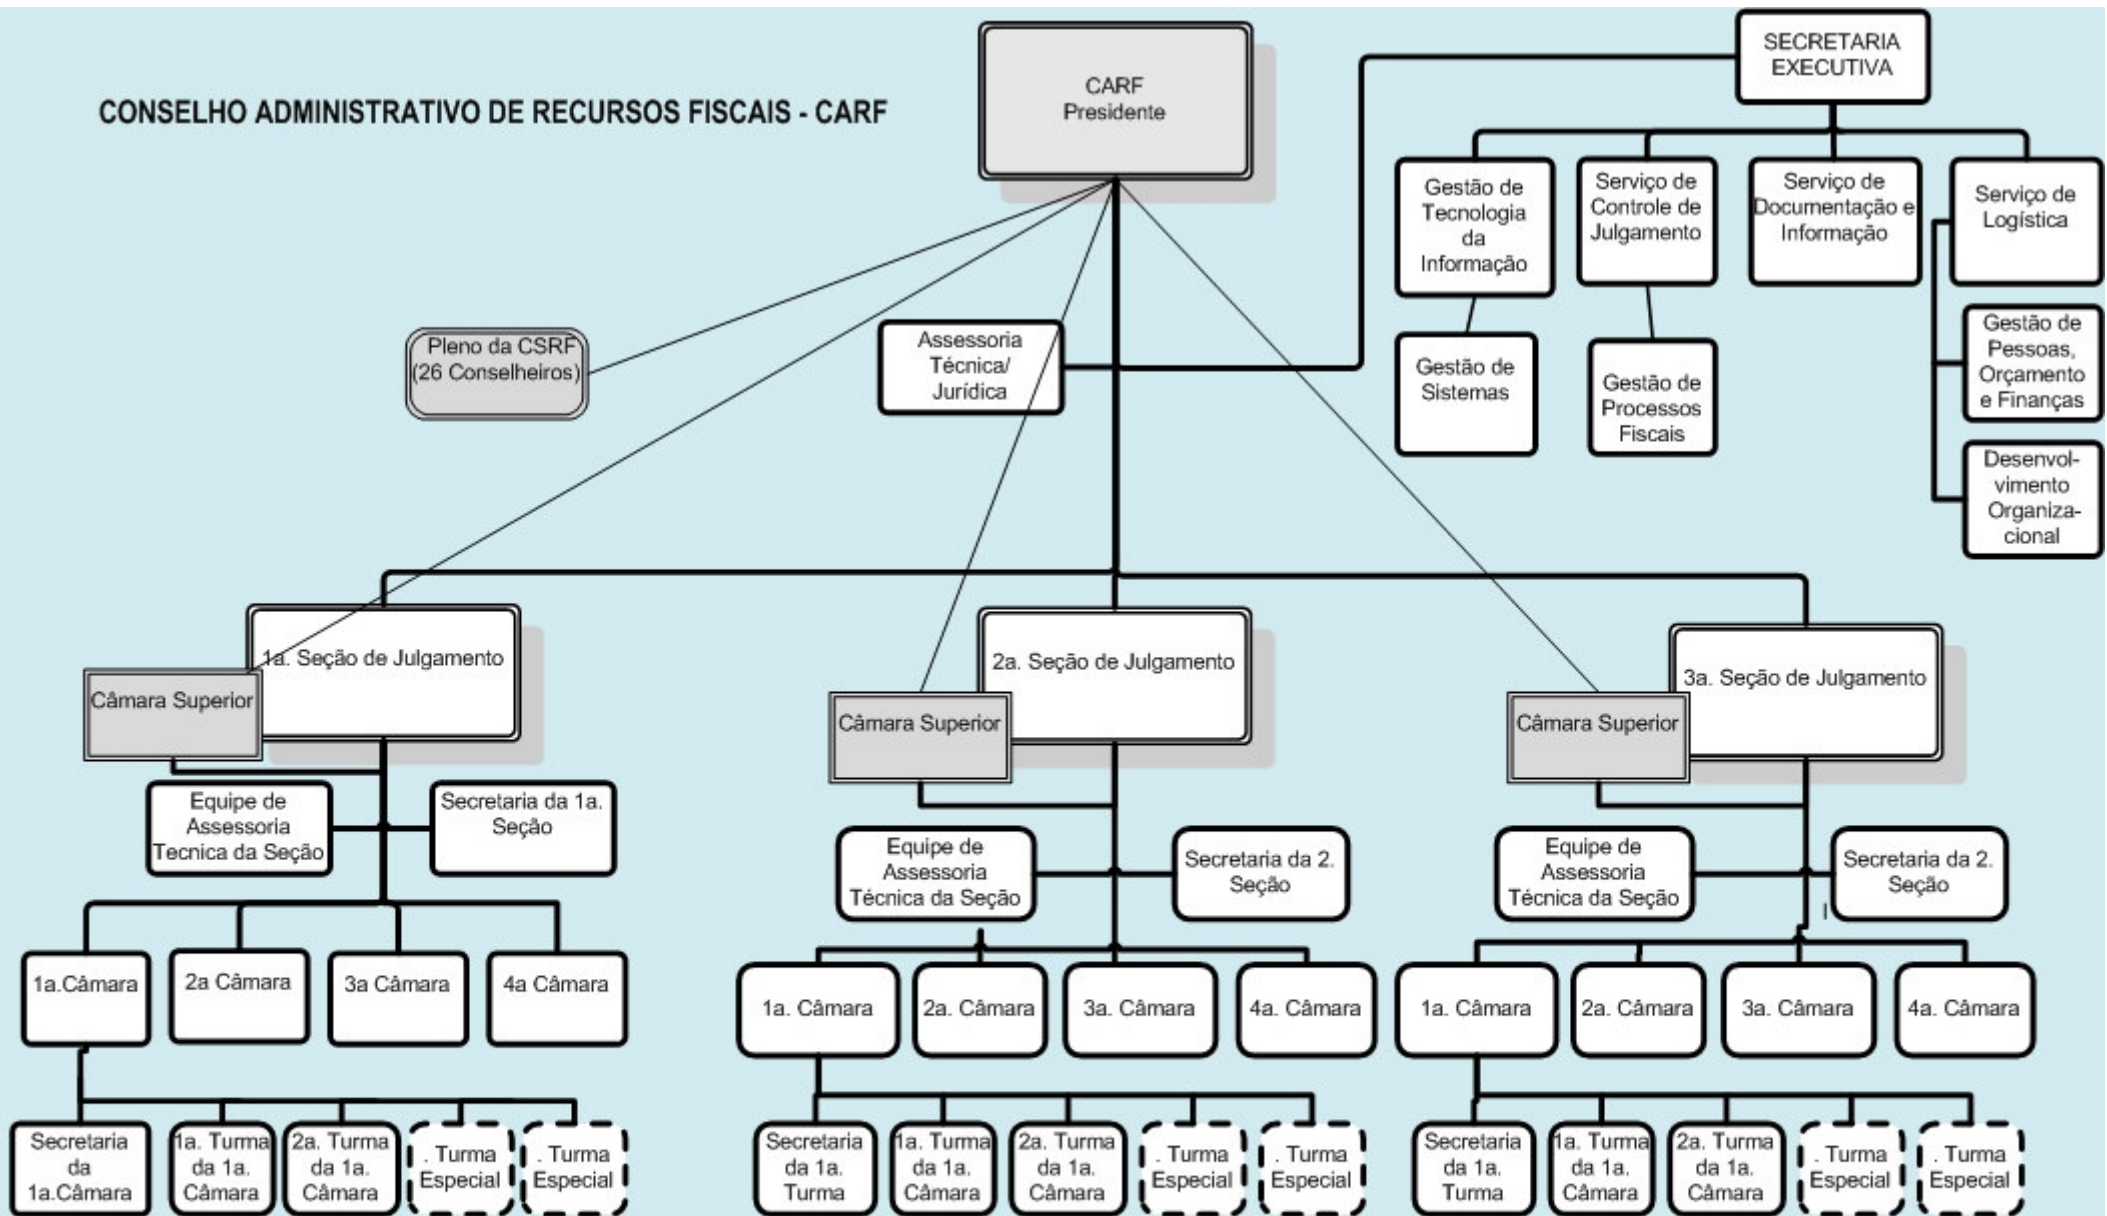 CONSELHO ADMINISTRATIVO DE RECURSOS FISCAIS - CARF
CARF
Presidente
SECRETARIA
EXECUTIVA
Gestão de
Tecnologia
da
Informação
Serviço de
Controle de
Julgamento
Serviço de
Documentação e
Informação
Serviço de
Logística
Gestão de
Sistemas
Gestão de
Processos
Fiscais
Gestão de
Pessoas,
Orçamento
e Finanças
Desenvol-
vimento
Organiza-
cional
Pleno da CSRF
(26 Conselheiros)
Assessoria
Técnica/
Jurídica
1a. Seção de Julgamento
Câmara Superior
2a. Seção de Julgamento
Câmara Superior
3a. Seção de Julgamento
Câmara Superior
Equipe de
Assessoria
Tecnica da Seção
Secretaria da 1a.
Seção
Equipe de
Assessoria
Técnica da Seção
Secretaria da 2.
Seção
Equipe de
Assessoria
Técnica da Seção
Secretaria da 2.
Seção
l
1a.Câmara
2a Câmara
3a Câmara
4a Câmara
1a. Câmara
2a. Câmara
3a. Câmara
4a. Câmara
1a. Câmara
2a. Câmara
3a. Câmara
4a. Câmara
Secretaria
da
1a.Câmara
1a. Turma
da 1a.
Câmara
2a. Turma
da 1a.
Câmara
. Turma
Especial
. Turma
Especial
Secretaria
da 1a.
Turma
1a. Turma
da 1a.
Câmara
2a. Turma
da 1a.
Câmara
. Turma
Especial
. Turma
Especial
Secretaria
da 1a.
Turma
1a. Turma
da 1a.
Câmara
2a. Turma
da 1a.
Câmara
. Turma
Especial
. Turma
Especial